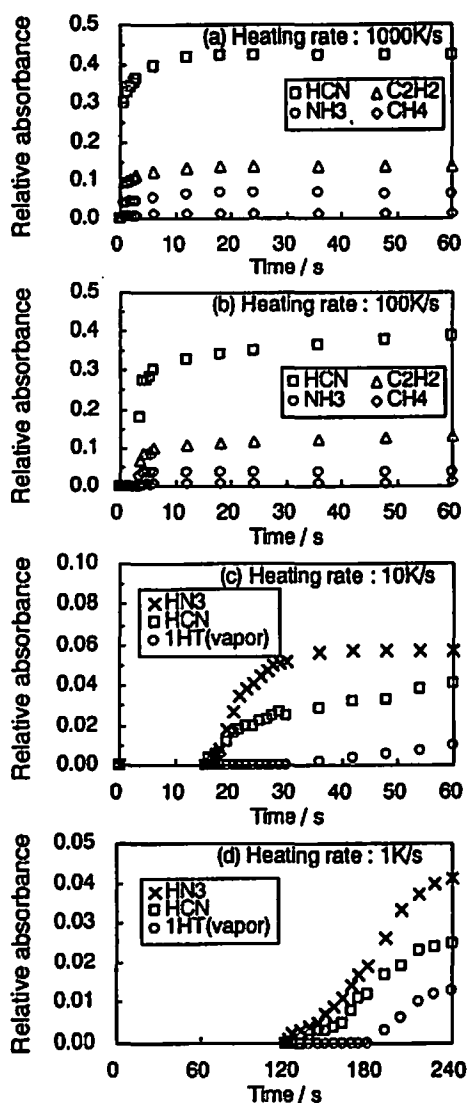 (a) Heating rate : 1000K/s
Relative absorbance
0.5
0.4
0.3
0.2
0.1
0.0
HCN C2H2
NH3 CH4
0 10 20 30 40 50 60
Time / s
(b) Heating rate : 100K/s
Relative absorbance
0.5
0.4
0.3
0.2
0.1
0.0
HCN C2H2
NH3 CH4
0 10 20 30 40 50 60
Time / s
(c) Heating rate : 10K/s
Relative absorbance
0.10
0.08
0.06
0.04
0.02
0.00
HN3
HCN
1HT(vapor)
0 10 20 30 40 50 60
Time / s
(d) Heating rate : 1K/s
Relative absorbance
0.05
0.04
0.03
0.02
0.01
0.00
HN3
HCN
1HT(vapor)
0 60 120 180 240
Time / s